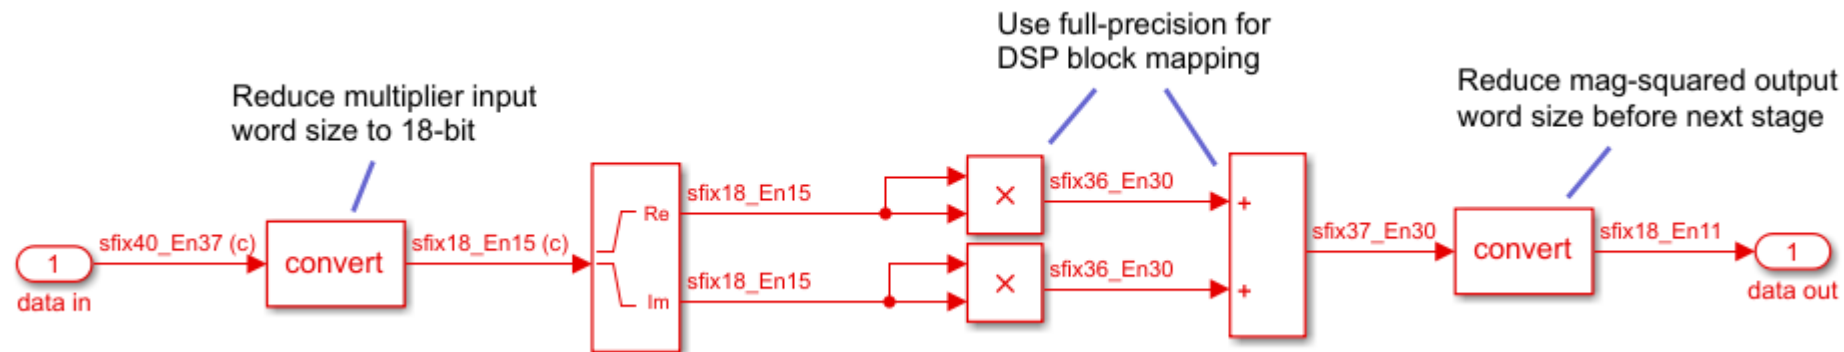 Use full-precision for
DSP block mapping
Reduce multiplier input
word size to 18-bit
Reduce mag-squared output
word size before next stage
1
data in
sfix40_En37 (c)
convert
sfix18_En15 (c)
Re
Im
sfix18_En15
sfix18_En15
×
×
sfix36_En30
sfix36_En30
+
+
sfix37_En30
convert
sfix18_En11
1
data out